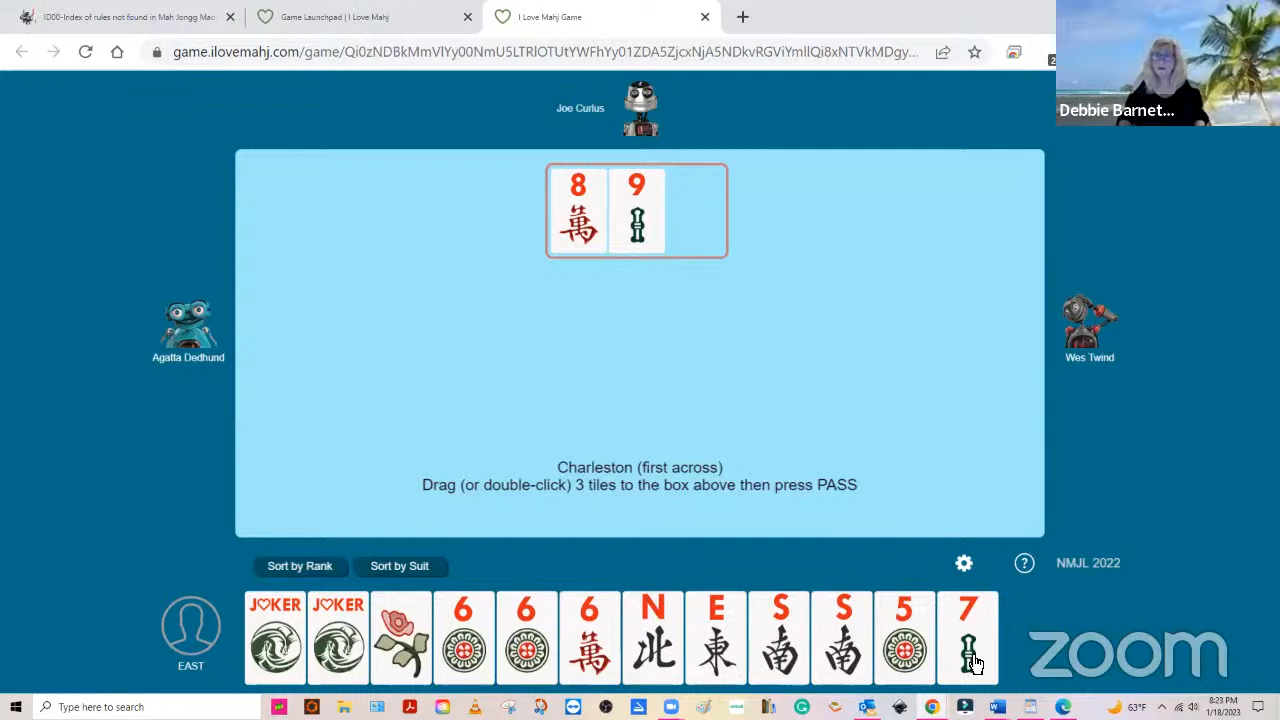 ID00-Index of rules not found in Mah Jongg Mad
Game Launchpad | I Love Mahj
I Love Mahj Game
game.ilovemahj.com/game/Qi0zNDBkMmVlYy00NmU5LTRlOTUtYWFhYy01ZDA5ZjcxNjA5NDkvRGViYmllQi8xNTVkMDgy...
Debbie Barnet...
Joe Curlus
8 9
萬
Agatta Dedhund
Wes Twind
Charleston (first across)
Drag (or double-click) 3 tiles to the box above then press PASS
Sort by Rank Sort by Suit
?
NMJL 2022
JOKER JOKER 6 6 6 N E S S 5 7
萬 北 東 南 南
EAST
zoom
Type here to search
63°F
8:23 PM
1/18/2023